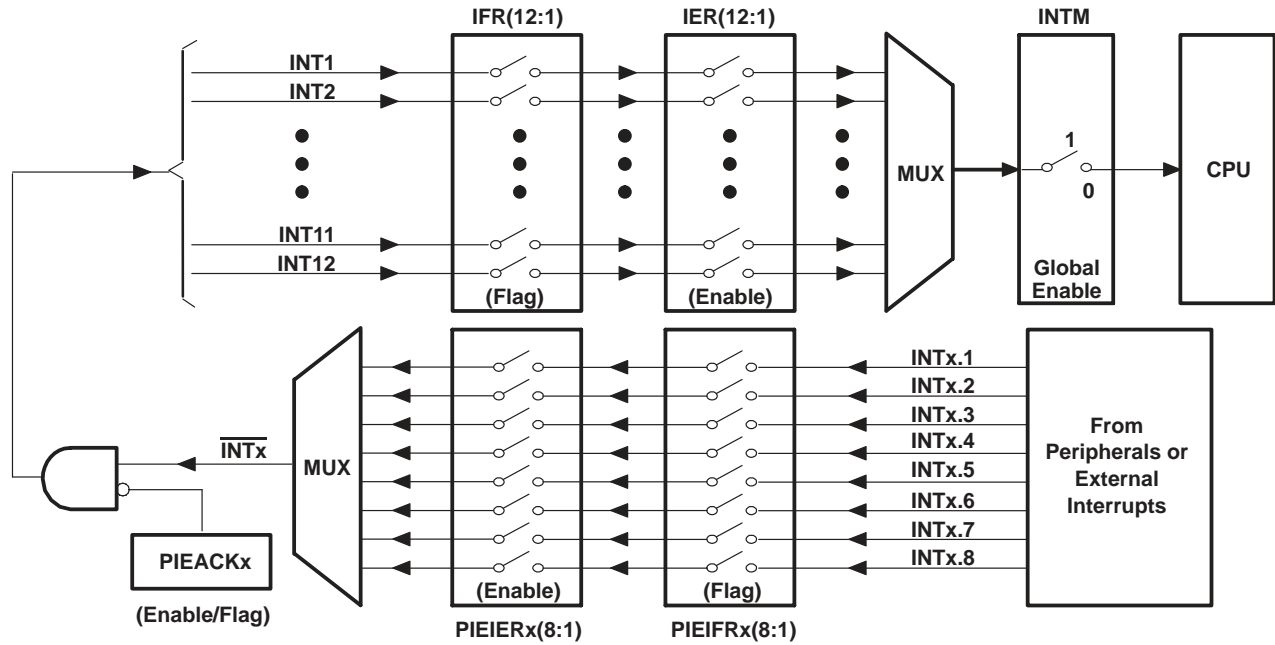 IFR(12:1)
IER(12:1)
INTM
INT1
INT2
INT11
INT12
(Flag)
(Enable)
MUX
1
0
Global
Enable
CPU
INTx.1
INTx.2
INTx.3
INTx.4
INTx.5
INTx.6
INTx.7
INTx.8
From
Peripherals or
External
Interrupts
MUX
INTx
PIEACKx
(Enable/Flag)
(Enable)
(Flag)
PIEIERx(8:1)
PIEIFRx(8:1)